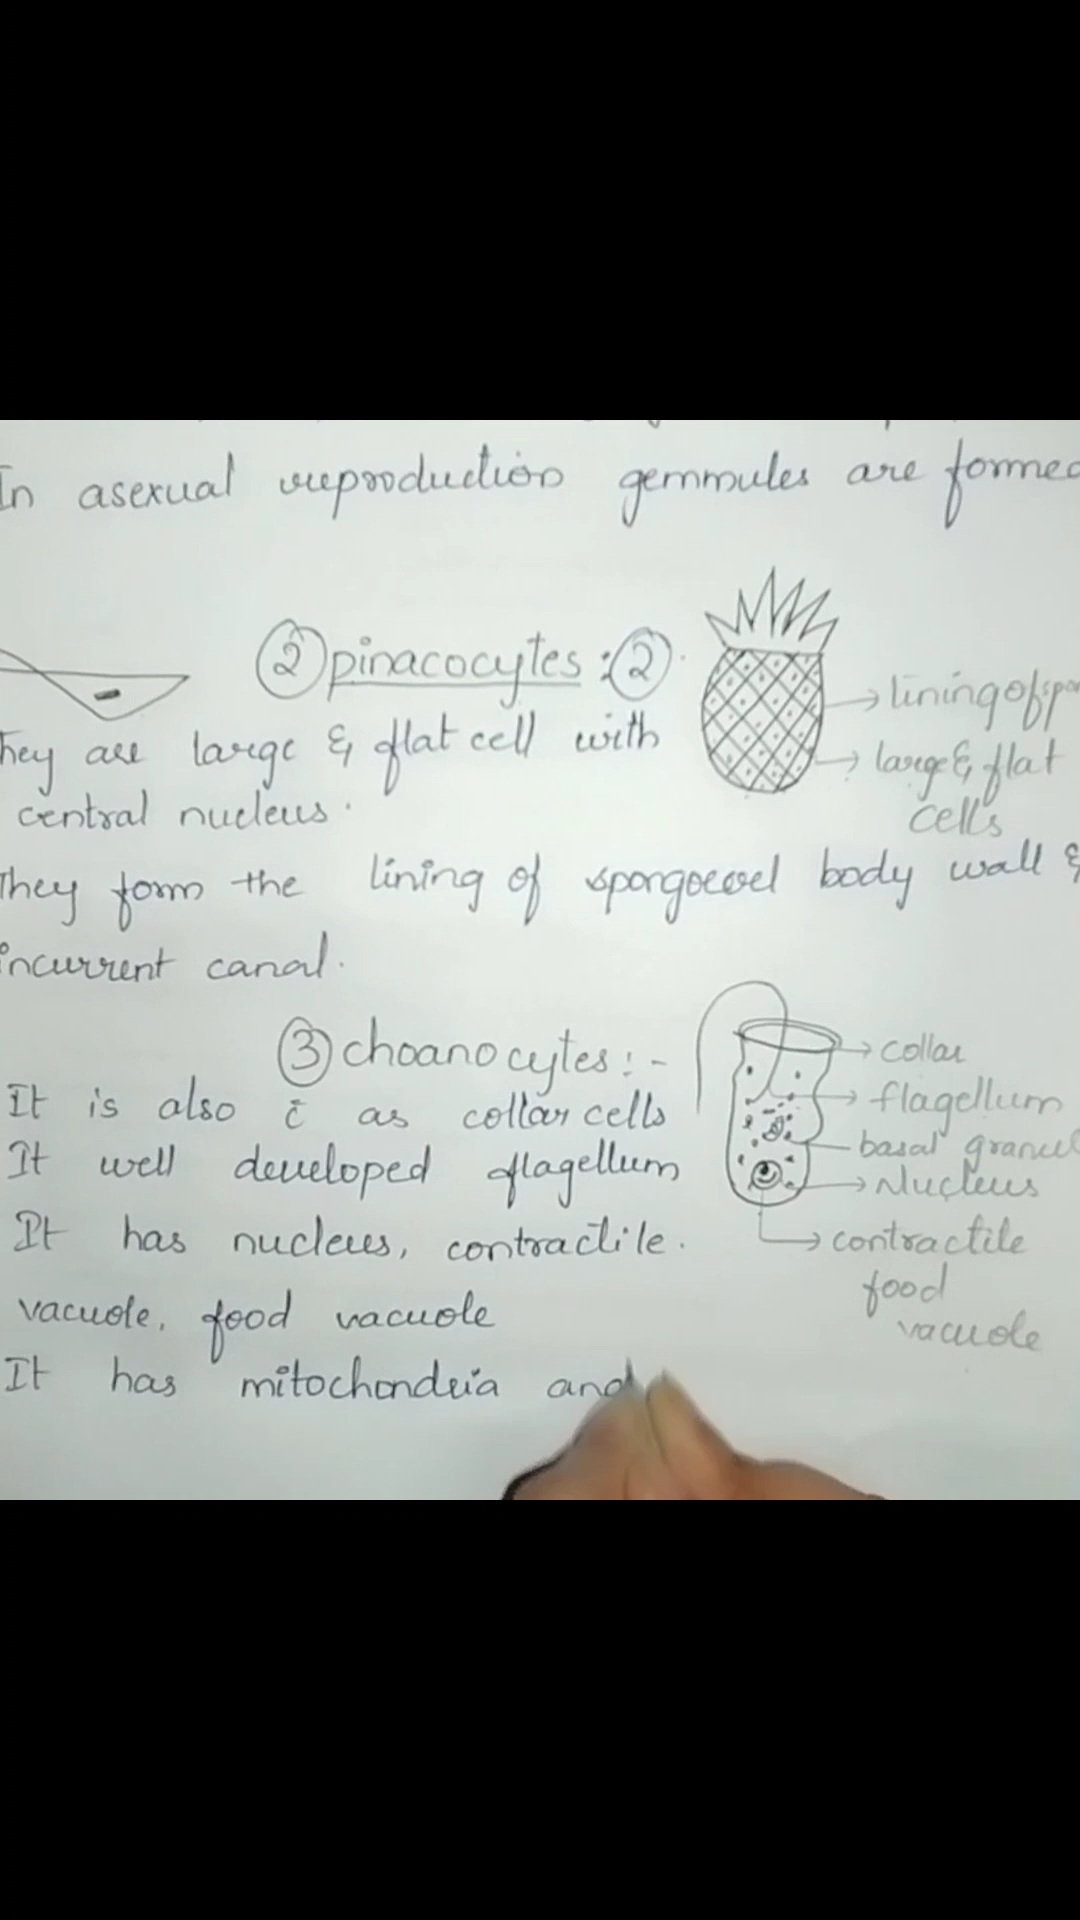 In asexual reproduction gemmules are formed
② pinacocytes :②.
They are large & flat cell with
central nucleus.
They form the lining of spongocoel body wall &
incurrent canal.
→ lining of spo
→ large & flat
cells
③ choanocytes : -
It is also c̄ as collar cells
It well developed flagellum
It has nucleus, contractile.
vacuole, food vacuole
It has mitochondria and
→ collar
→ flagellum
basal granul
→ Nucleus
→ contractile
food
vacuole